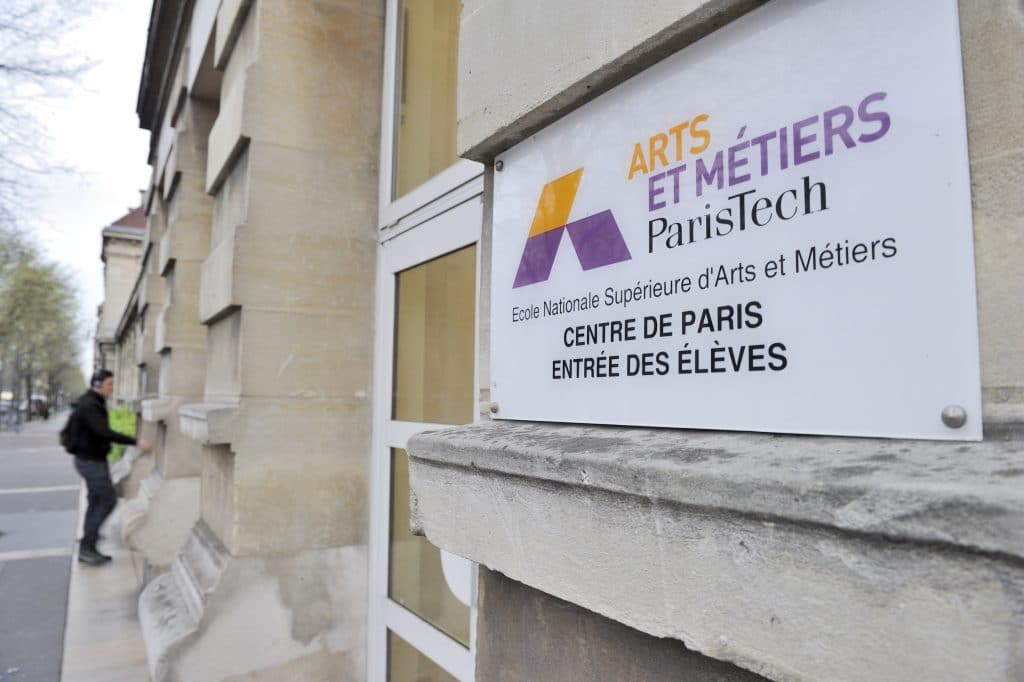 ARTS
ET MÉTIERS
ParisTech
Ecole Nationale Supérieure d'Arts et Métiers
CENTRE DE PARIS
ENTRÉE DES ÉLÈVES